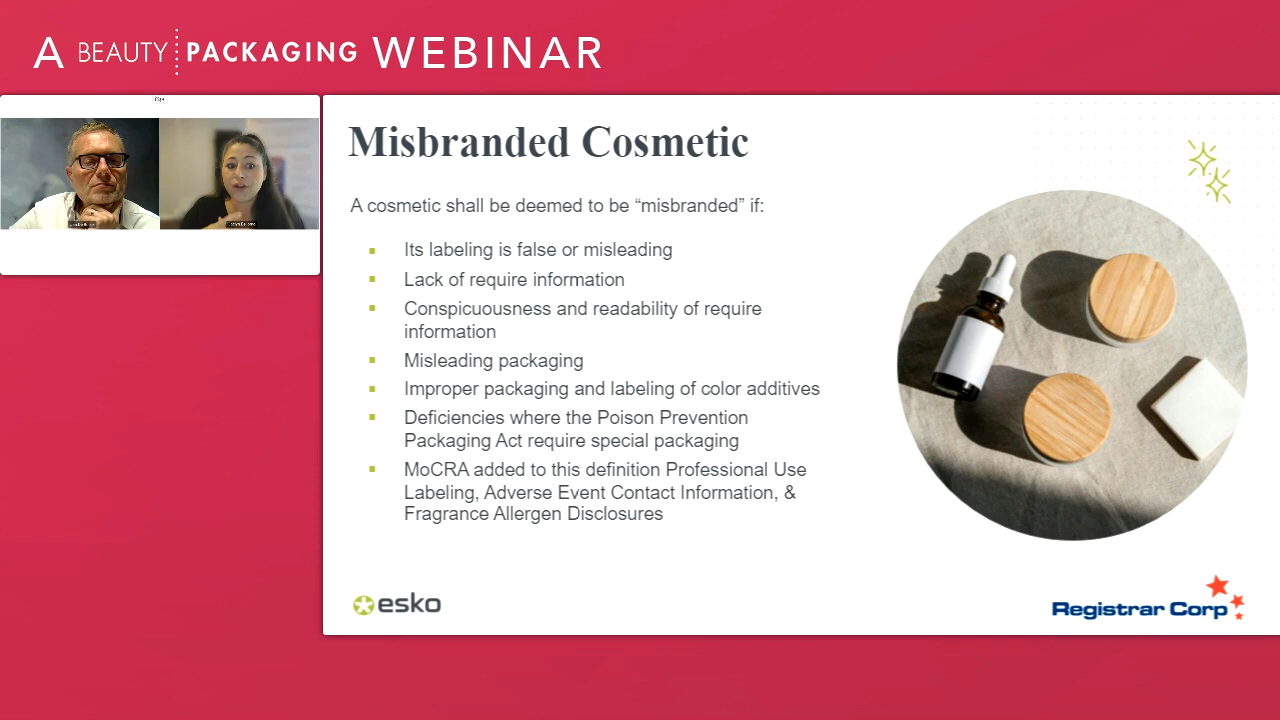 A BEAUTY PACKAGING WEBINAR
Misbranded Cosmetic
A cosmetic shall be deemed to be “misbranded” if:
Its labeling is false or misleading
Lack of require information
Conspicuousness and readability of require
information
Misleading packaging
Improper packaging and labeling of color additives
Deficiencies where the Poison Prevention
Packaging Act require special packaging
MoCRA added to this definition Professional Use
Labeling, Adverse Event Contact Information, &
Fragrance Allergen Disclosures
esko
Registrar Corp